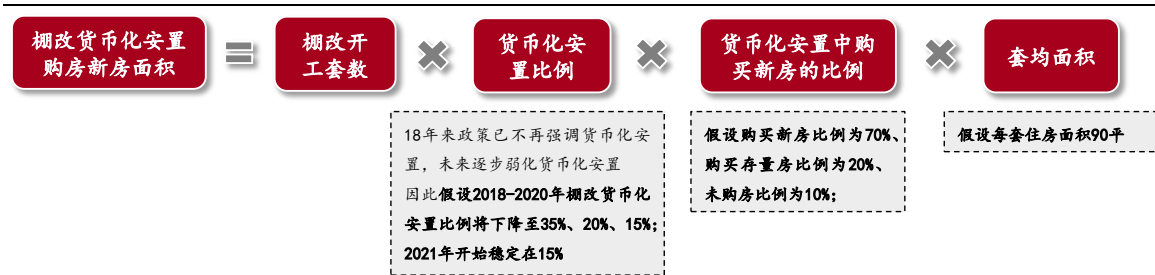 棚改货币化安置
购房新房面积
棚改开
工套数
货币化安
置比例
货币化安置中购
买新房的比例
套均面积
18年来政策已不再强调货币化安
置，未来逐步弱化货币化安置
因此假设2018-2020年棚改货币化
安置比例将下降至35%、20%、15%；
2021年开始稳定在15%
假设购买新房比例为70%、
购买存量房比例为20%、
未购房比例为10%；
假设每套住房面积90平